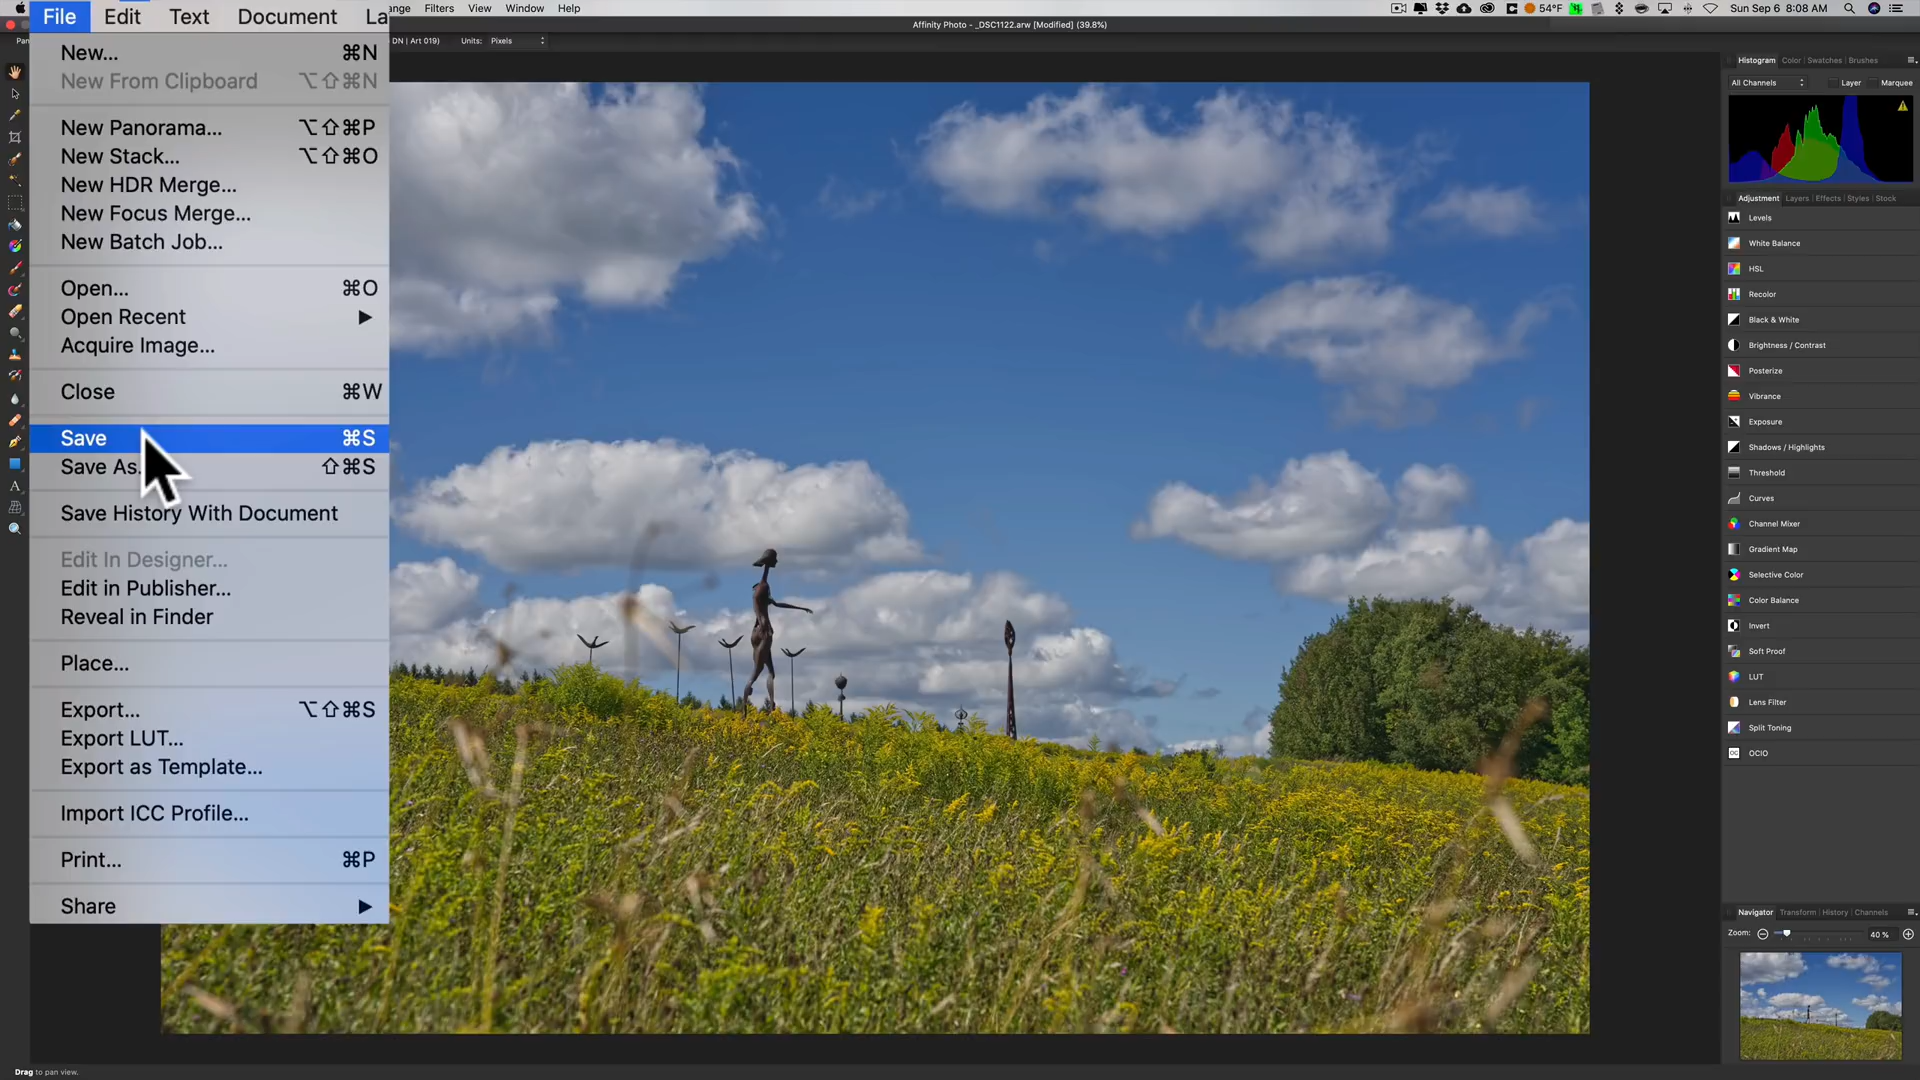 File Edit Text Document La ange Filters View Window Help 54°F Sun Sep 6 8:08 AM
Affinity Photo - _DSC1122.arw [Modified] (39.8%)
DN | Art 019) Units: Pixels
New... ⌘N
New From Clipboard ⌥⇧⌘N
New Panorama... ⌥⇧⌘P
New Stack... ⌥⇧⌘O
New HDR Merge...
New Focus Merge...
New Batch Job...
Open... ⌘O
Open Recent
Acquire Image...
Close ⌘W
Save ⌘S
Save As. ⇧⌘S
Save History With Document
Edit In Designer...
Edit in Publisher...
Reveal in Finder
Place...
Export... ⌥⇧⌘S
Export LUT...
Export as Template...
Import ICC Profile...
Print... ⌘P
Share
Histogram Color Swatches Brushes
All Channels Layer Marquee
Adjustment Layers Effects Styles Stock
Levels
White Balance
HSL
Recolor
Black & White
Brightness / Contrast
Posterize
Vibrance
Exposure
Shadows / Highlights
Threshold
Curves
Channel Mixer
Gradient Map
Selective Color
Color Balance
Invert
Soft Proof
LUT
Lens Filter
Split Toning
OCIO
Navigator Transform History Channels
Zoom: 40 %
Drag to pan view.